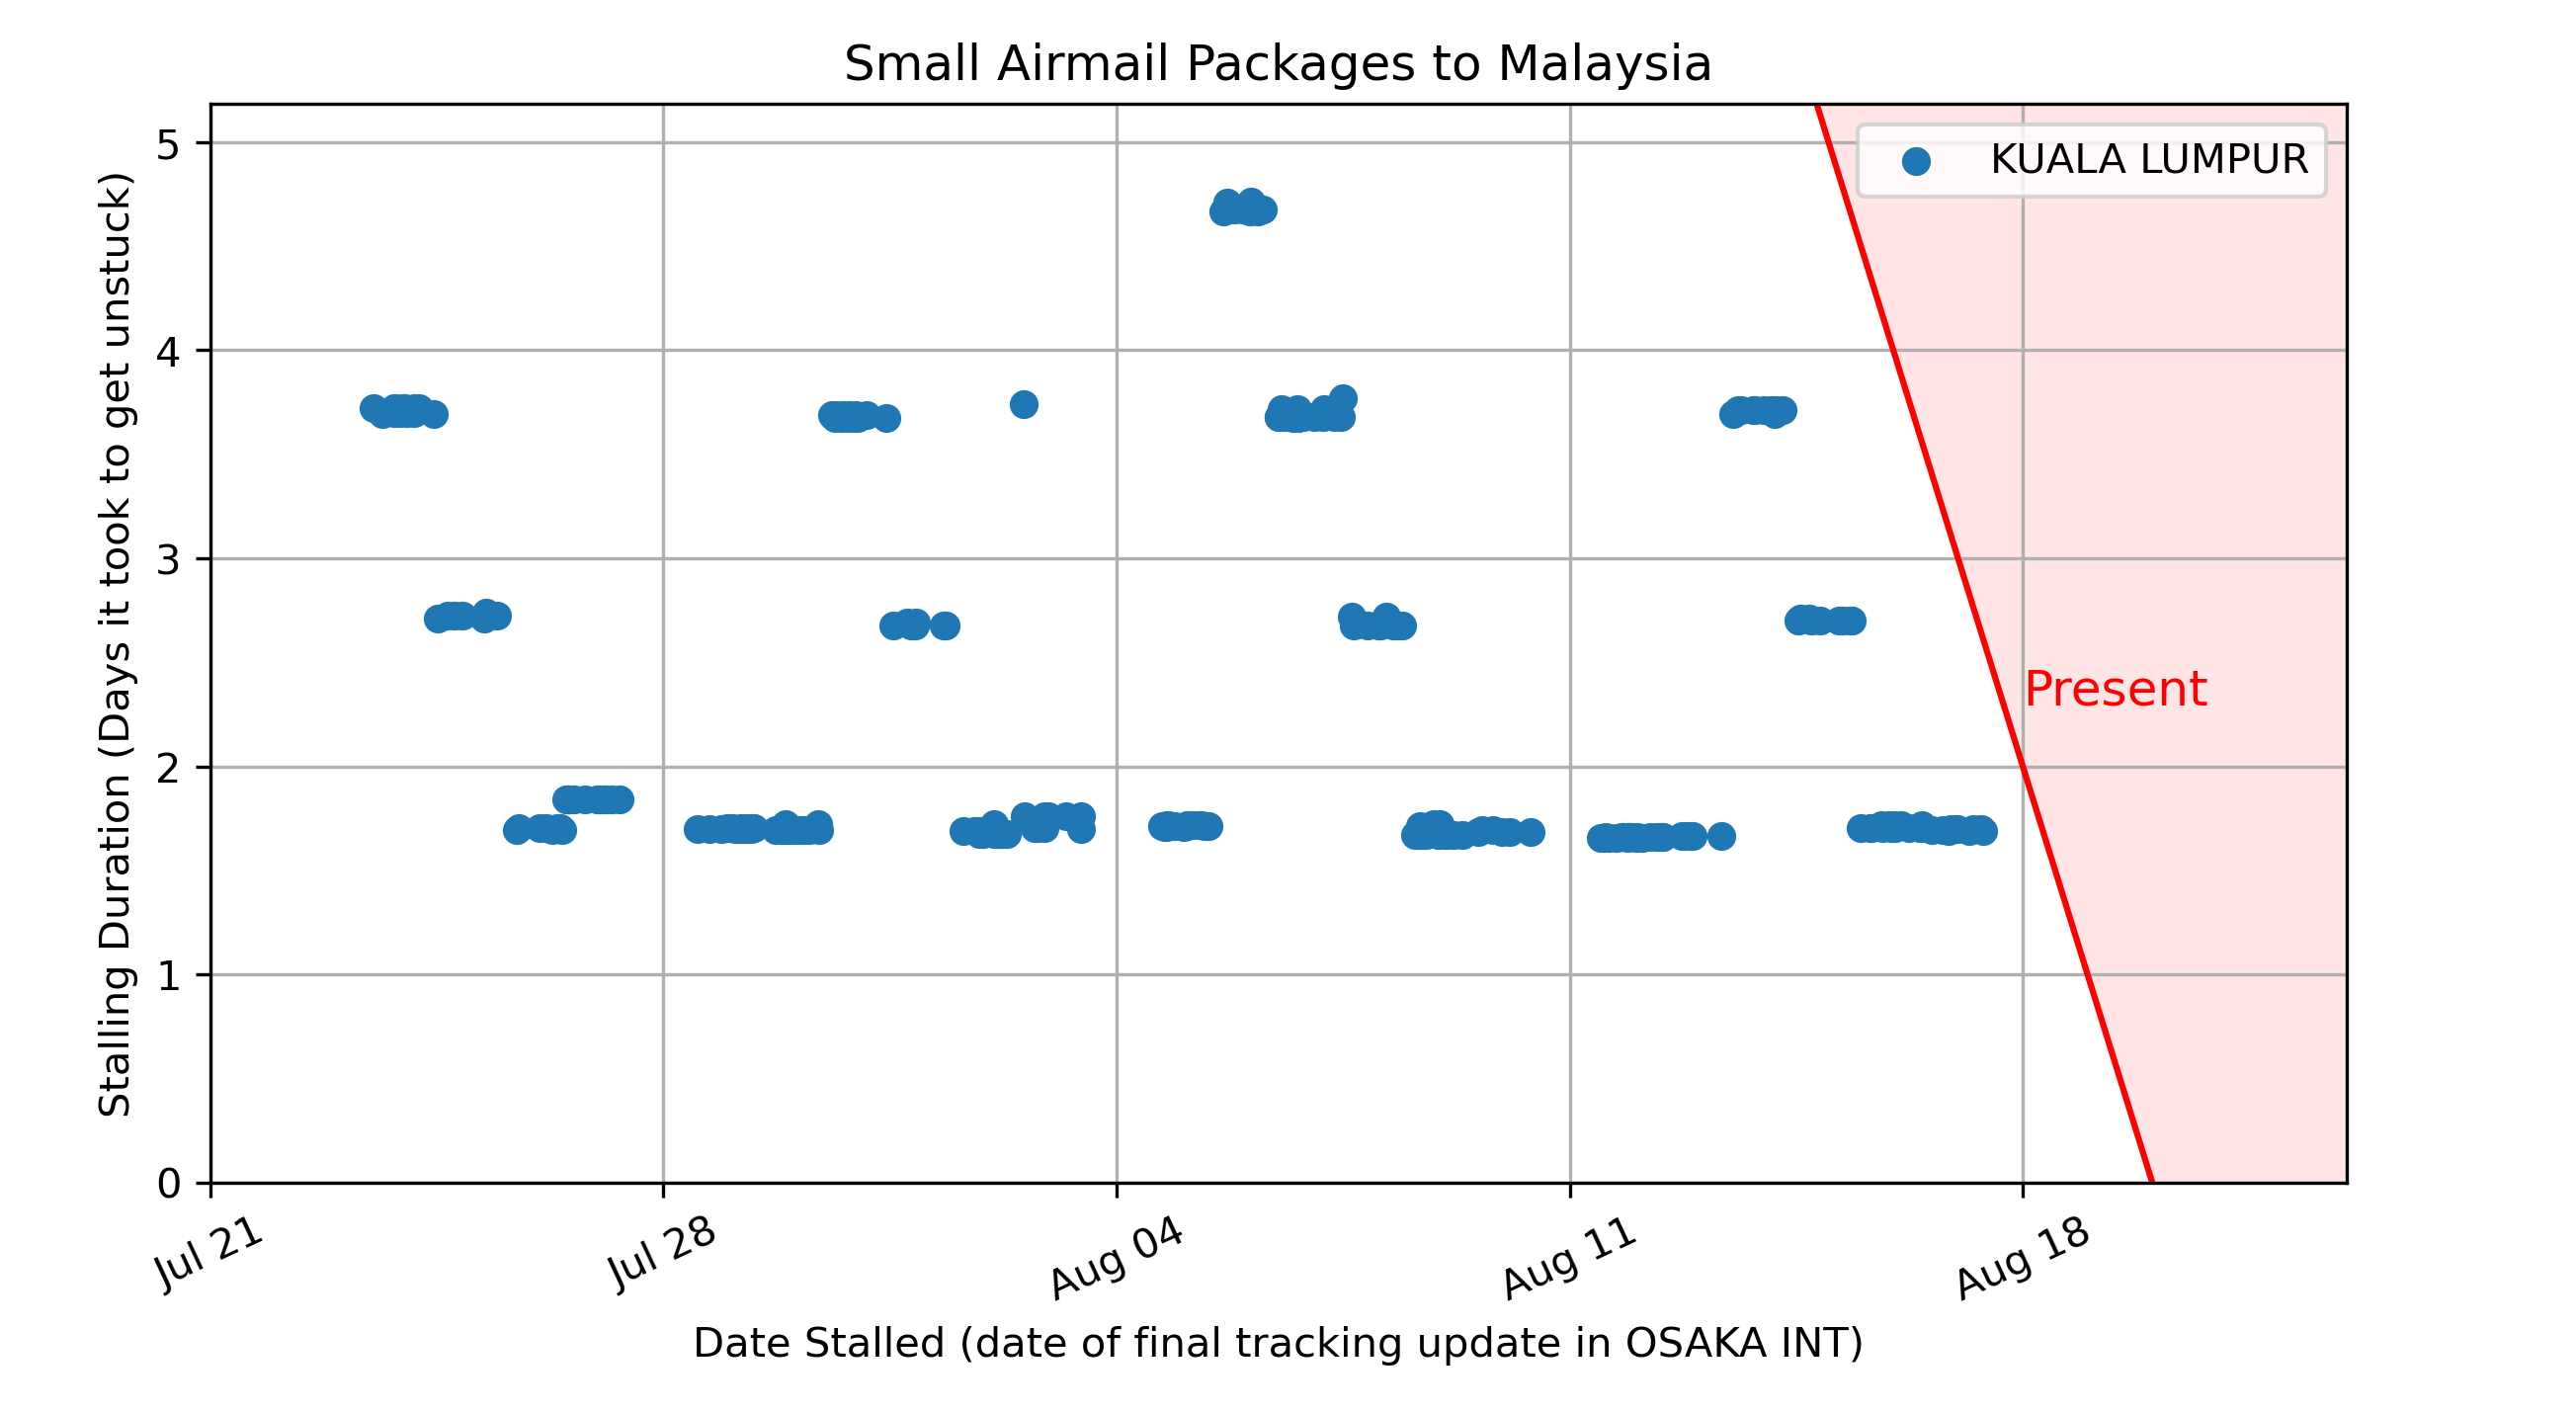 Small Airmail Packages to Malaysia
Stalling Duration (Days it took to get unstuck)
5
4
3
2
1
0
KUALA LUMPUR
Present
Jul 21
Jul 28
Aug 04
Aug 11
Aug 18
Date Stalled (date of final tracking update in OSAKA INT)